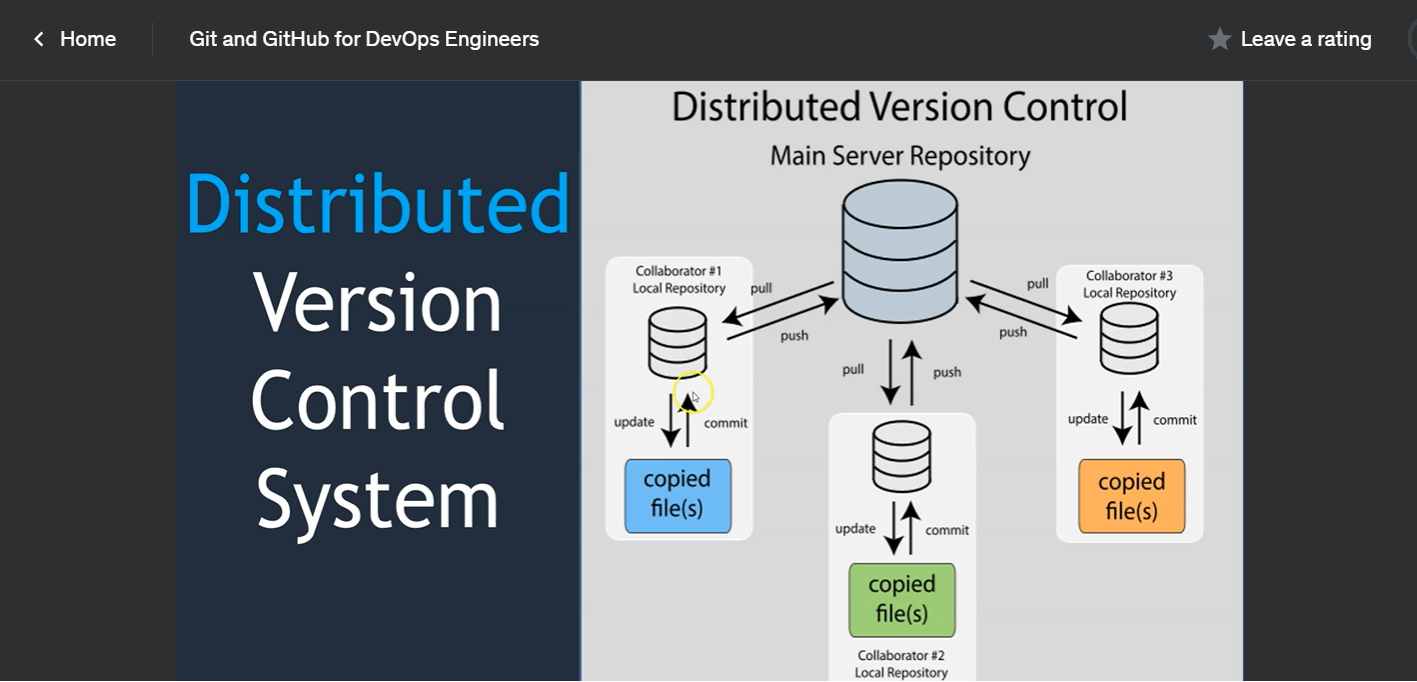 Home
Git and GitHub for DevOps Engineers
Leave a rating
Distributed
Version
Control
System
Distributed Version Control
Main Server Repository
Collaborator #1
Local Repository
pull
push
update
commit
copied
file(s)
pull
push
update
commit
copied
file(s)
Collaborator #2
Local Repository
Collaborator #3
Local Repository
pull
push
update
commit
copied
file(s)